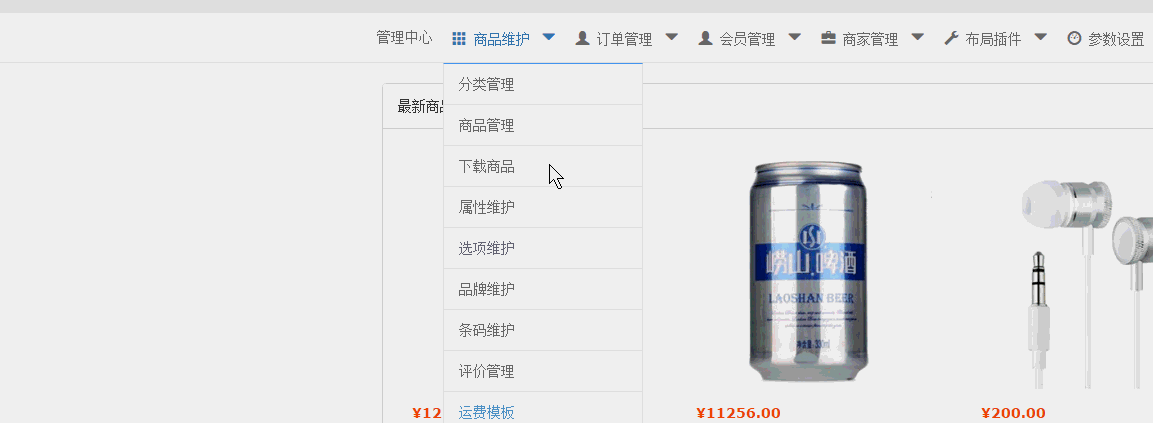 管理中心 商品维护 订单管理 会员管理 商家管理 布局插件 参数设置
分类管理
最新商品
商品管理
下载商品
属性维护
选项维护
品牌维护
条码维护
评价管理
运费模板
崂山啤酒
LAOSHAN BEER
净含量:330ml
¥12
¥11256.00
¥200.00